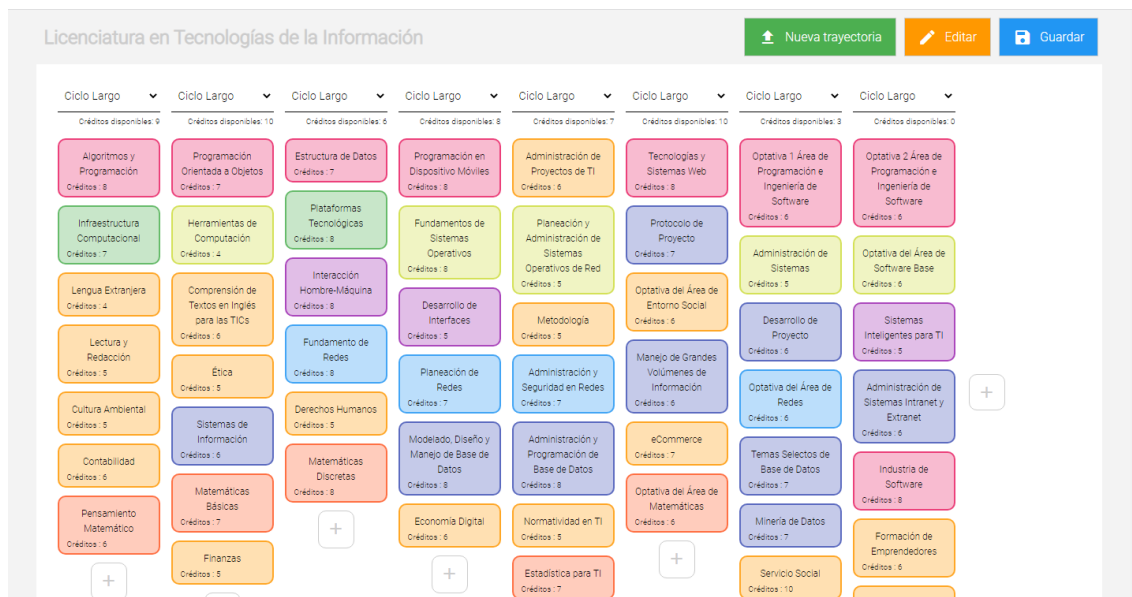 Licenciatura en Tecnologías de la Información
Nueva trayectoria
Editar
Guardar
Ciclo Largo
Créditos disponibles: 9
Algoritmos y
Programación
Créditos : 8
Infraestructura
Computacional
Créditos : 7
Lengua Extranjera
Créditos : 4
Lectura y
Redacción
Créditos : 5
Cultura Ambiental
Créditos : 5
Contabilidad
Créditos : 6
Pensamiento
Matemático
Créditos : 6
+
Ciclo Largo
Créditos disponibles: 10
Programación
Orientada a Objetos
Créditos : 7
Herramientas de
Computación
Créditos : 4
Comprensión de
Textos en Inglés
para las TICs
Créditos : 6
Ética
Créditos : 5
Sistemas de
Información
Créditos : 6
Matemáticas
Básicas
Créditos : 7
Finanzas
Créditos : 5
Ciclo Largo
Créditos disponibles: 6
Estructura de Datos
Créditos : 7
Plataformas
Tecnológicas
Créditos : 8
Interacción
Hombre-Máquina
Créditos : 8
Fundamento de
Redes
Créditos : 8
Derechos Humanos
Créditos : 5
Matemáticas
Discretas
Créditos : 8
+
Ciclo Largo
Créditos disponibles: 8
Programación en
Dispositivo Móviles
Créditos : 8
Fundamentos de
Sistemas
Operativos
Créditos : 8
Desarrollo de
Interfaces
Créditos : 5
Planeación de
Redes
Créditos : 7
Modelado, Diseño y
Manejo de Base de
Datos
Créditos : 8
Economía Digital
Créditos : 6
+
Ciclo Largo
Créditos disponibles: 7
Administración de
Proyectos de TI
Créditos : 6
Planeación y
Administración de
Sistemas
Operativos de Red
Créditos : 5
Metodología
Créditos : 5
Administración y
Seguridad en Redes
Créditos : 7
Administración y
Programación de
Base de Datos
Créditos : 8
Normatividad en TI
Créditos : 5
Estadística para TI
Créditos : 7
Ciclo Largo
Créditos disponibles: 10
Tecnologías y
Sistemas Web
Créditos : 8
Protocolo de
Proyecto
Créditos : 7
Optativa del Área de
Entorno Social
Créditos : 6
Manejo de Grandes
Volúmenes de
Información
Créditos : 6
eCommerce
Créditos : 7
Optativa del Área de
Matemáticas
Créditos : 6
+
Ciclo Largo
Créditos disponibles: 3
Optativa 1 Área de
Programación e
Ingeniería de
Software
Créditos : 6
Administración de
Sistemas
Créditos : 5
Desarrollo de
Proyecto
Créditos : 6
Optativa del Área de
Redes
Créditos : 6
Temas Selectos de
Base de Datos
Créditos : 7
Minería de Datos
Créditos : 7
Servicio Social
Créditos : 10
Ciclo Largo
Créditos disponibles: 0
Optativa 2 Área de
Programación e
Ingeniería de
Software
Créditos : 6
Optativa del Área de
Software Base
Créditos : 6
Sistemas
Inteligentes para TI
Créditos : 5
Administración de
Sistemas Intranet y
Extranet
Créditos : 6
Industria de
Software
Créditos : 8
Formación de
Emprendedores
Créditos : 6
+